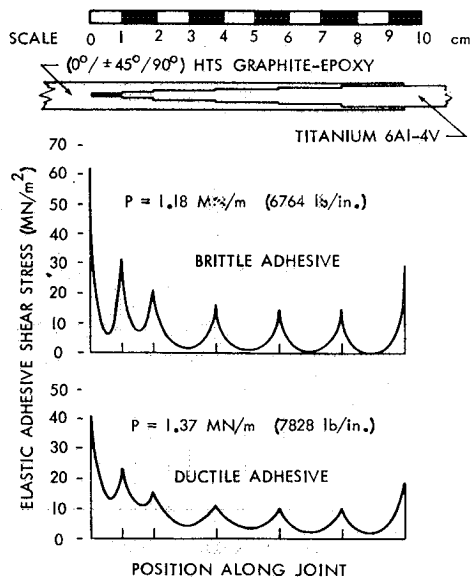 SCALE 0 1 2 3 4 5 6 7 8 9 10 cm
(0°/±45°/90°) HTS GRAPHITE-EPOXY
TITANIUM 6Al-4V
ELASTIC ADHESIVE SHEAR STRESS (MN/m²)
70
60
50
40
30
20
10
0
P = 1.18 MN/m (6764 lb/in.)
BRITTLE ADHESIVE
50
40
30
20
10
0
P = 1.37 MN/m (7828 lb/in.)
DUCTILE ADHESIVE
POSITION ALONG JOINT